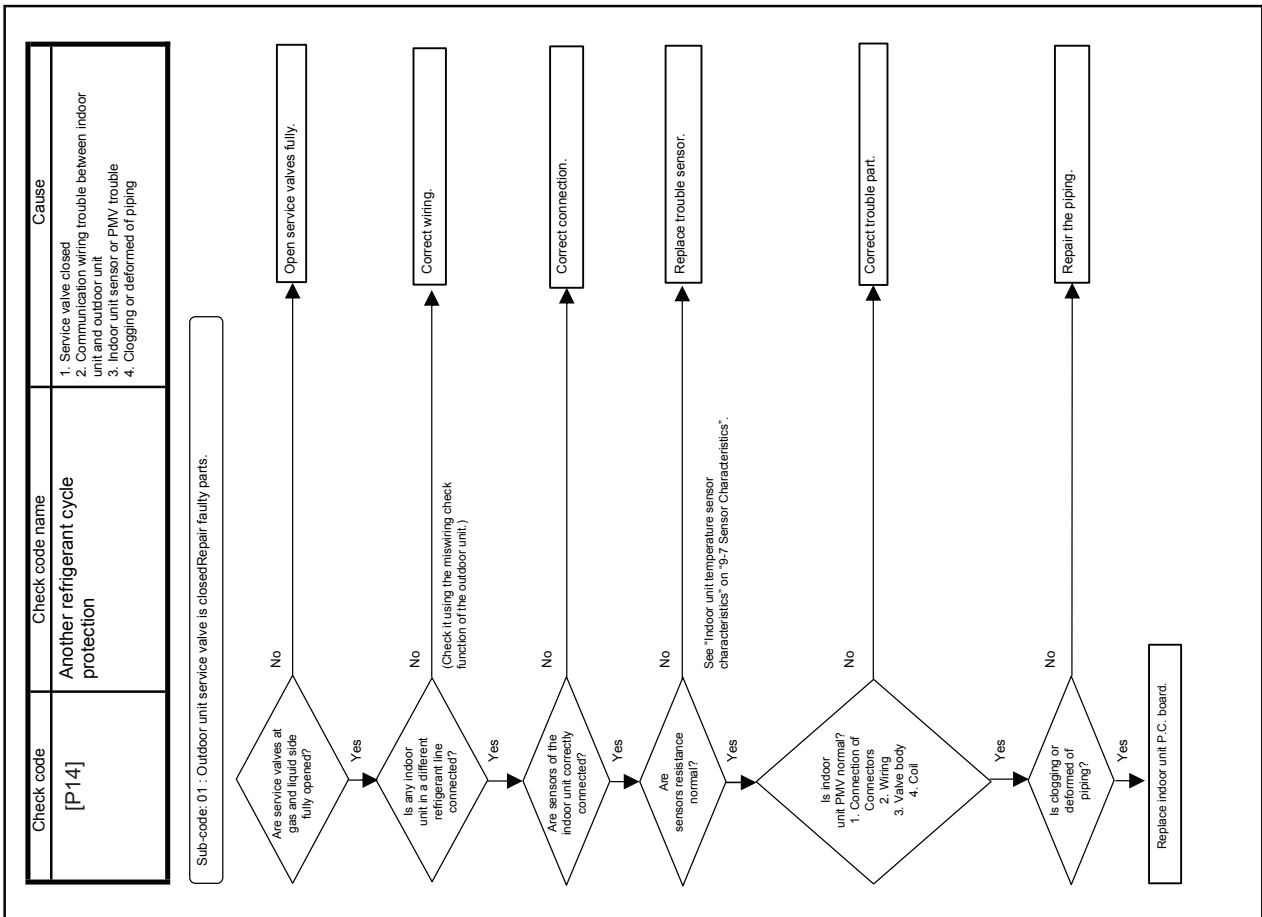 Check code
Check code name
Cause
[P14]
Another refrigerant cycle
protection
1. Service valve closed
2. Communication wiring trouble between indoor
unit and outdoor unit
3. Indoor unit sensor or PMV trouble
4. Clogging or deformed of piping
Sub-code: 01 : Outdoor unit service valve is closedRepair faulty parts.
Are service valves at
gas and liquid side
fully opened?
No
Open service valves fully.
Yes
Is any indoor
unit in a different
refrigerant line
connected?
No
(Check it using the miswiring check
function of the outdoor unit.)
Correct wiring.
Yes
Are sensors of the
indoor unit correctly
connected?
No
Correct connection.
Yes
Are
sensors resistance
normal?
No
See "Indoor unit temperature sensor
characteristics" on "9-7 Sensor Characteristics".
Replace trouble sensor.
Yes
Is indoor
unit PMV normal?
1. Connection of
Connectors
2. Wiring
3. Valve body
4. Coil
No
Correct trouble part.
Yes
Is clogging or
deformed of
piping?
No
Repair the piping.
Yes
Replace indoor unit P.C. board.